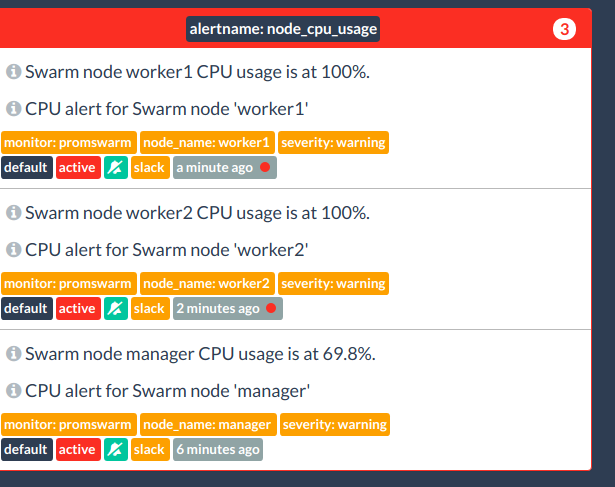 alertname: node_cpu_usage 3
Swarm node worker1 CPU usage is at 100%.
CPU alert for Swarm node 'worker1'
monitor: promswarm node_name: worker1 severity: warning
default active slack a minute ago
Swarm node worker2 CPU usage is at 100%.
CPU alert for Swarm node 'worker2'
monitor: promswarm node_name: worker2 severity: warning
default active slack 2 minutes ago
Swarm node manager CPU usage is at 69.8%.
CPU alert for Swarm node 'manager'
monitor: promswarm node_name: manager severity: warning
default active slack 6 minutes ago